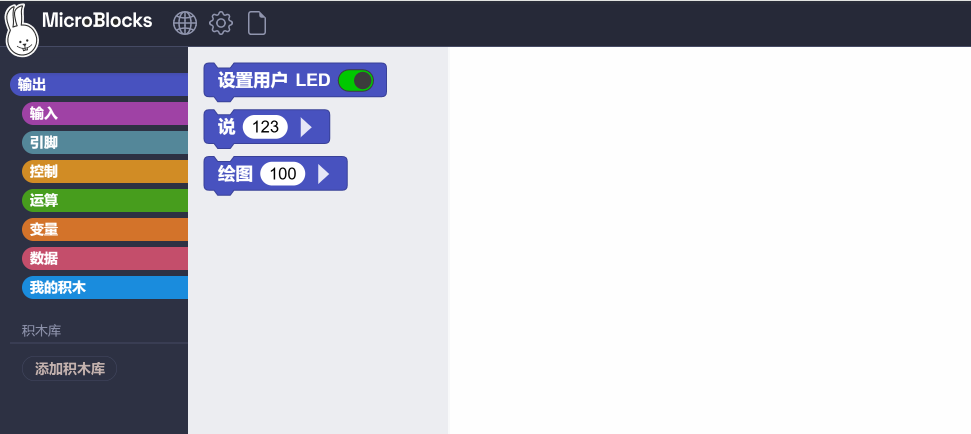 MicroBlocks
输出
输入
引脚
控制
运算
变量
数据
我的积木
积木库
添加积木库
设置用户 LED
说 123
绘图 100